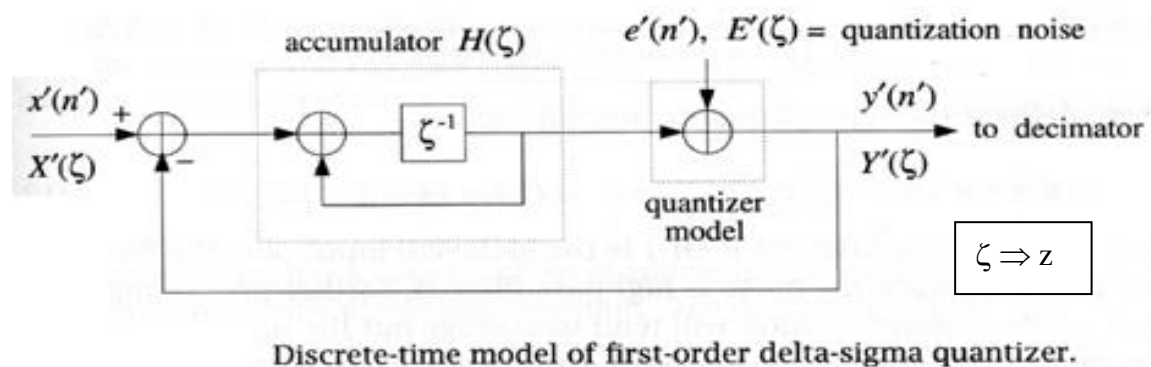 accumulator H(ζ)
e′(n′), E′(ζ) = quantization noise
x′(n′)
+
ζ⁻¹
y′(n′)
to decimator
X′(ζ)
−
Y′(ζ)
quantizer
model
ζ ⇒ z
Discrete-time model of first-order delta-sigma quantizer.